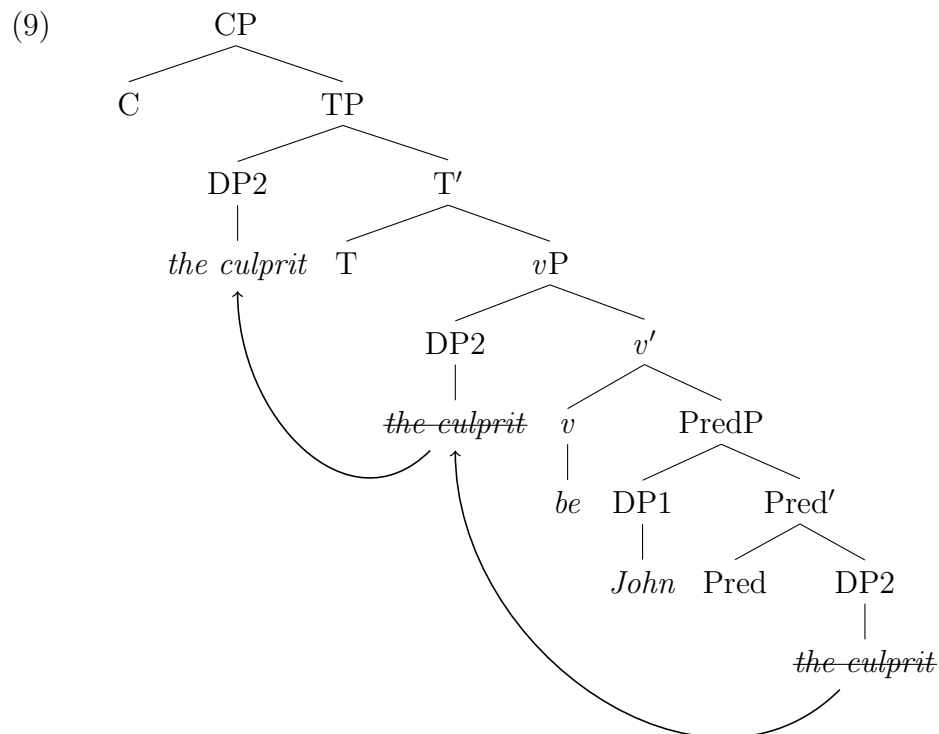 (9) CP
C TP
DP2 T′
the culprit T vP
DP2 v′
the culprit v PredP
be DP1 Pred′
John Pred DP2
the culprit